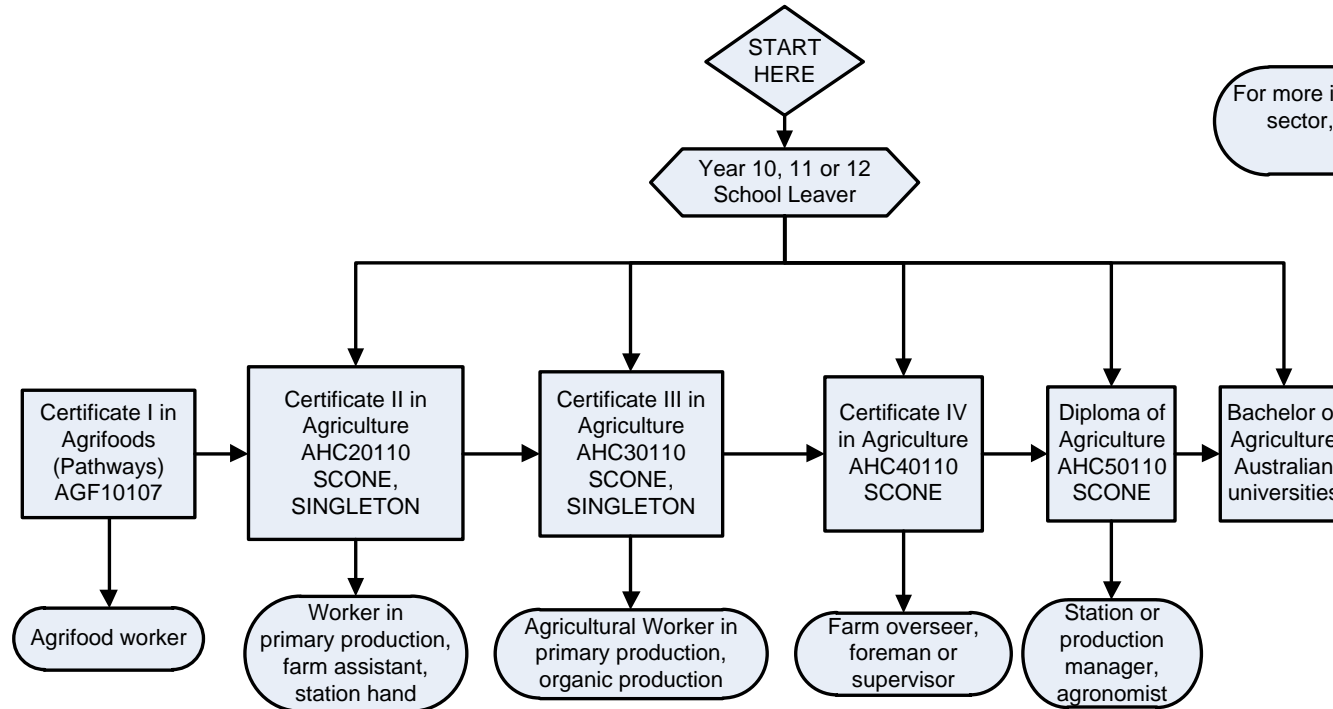 START
HERE
For more
sector,
Year 10, 11 or 12
School Leaver
Certificate I in
Agrifoods
(Pathways)
AGF10107
Certificate II in
Agriculture
AHC20110
SCONE,
SINGLETON
Certificate III in
Agriculture
AHC30110
SCONE,
SINGLETON
Certificate IV
in Agriculture
AHC40110
SCONE
Diploma of
Agriculture
AHC50110
SCONE
Bachelor
Agriculture
Australian
universities
Agrifood worker
Worker in
primary production,
farm assistant,
station hand
Agricultural Worker in
primary production,
organic production
Farm overseer,
foreman or
supervisor
Station or
production
manager,
agronomist